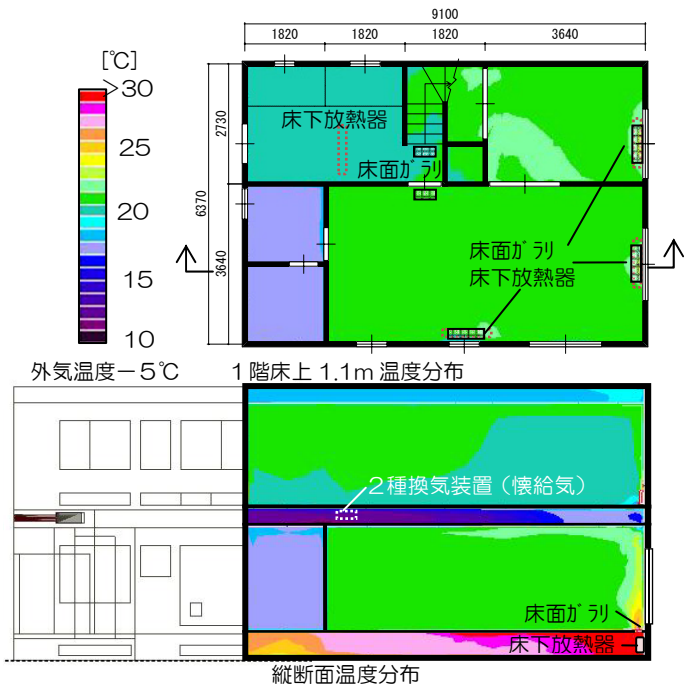 9100
1820
1820
1820
3640
[℃]
>30
25
20
15
10
2730
6370
3640
床下放熱器
床面ガラリ
床面ガラリ
床下放熱器
外気温度－5℃
1階床上1.1m温度分布
2種換気装置（懐給気）
床面ガラリ
床下放熱器
縦断面温度分布